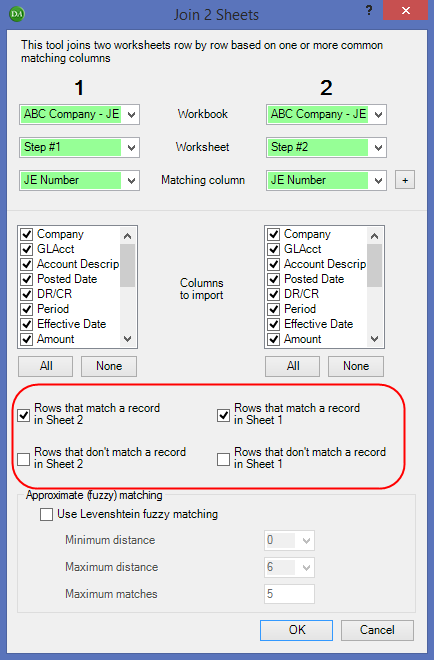 DA
Join 2 Sheets
?
This tool joins two worksheets row by row based on one or more common
matching columns
1
2
ABC Company - JE
Workbook
ABC Company - JE
Step #1
Worksheet
Step #2
JE Number
Matching column
JE Number
+
Company
GLAcct
Account Descrip
Posted Date
DR/CR
Period
Effective Date
Amount
Columns
to import
Company
GLAcct
Account Descrip
Posted Date
DR/CR
Period
Effective Date
Amount
All
None
All
None
Rows that match a record
in Sheet 2
Rows that match a record
in Sheet 1
Rows that don't match a record
in Sheet 2
Rows that don't match a record
in Sheet 1
Approximate (fuzzy) matching
Use Levenshtein fuzzy matching
Minimum distance
0
Maximum distance
6
Maximum matches
5
OK
Cancel